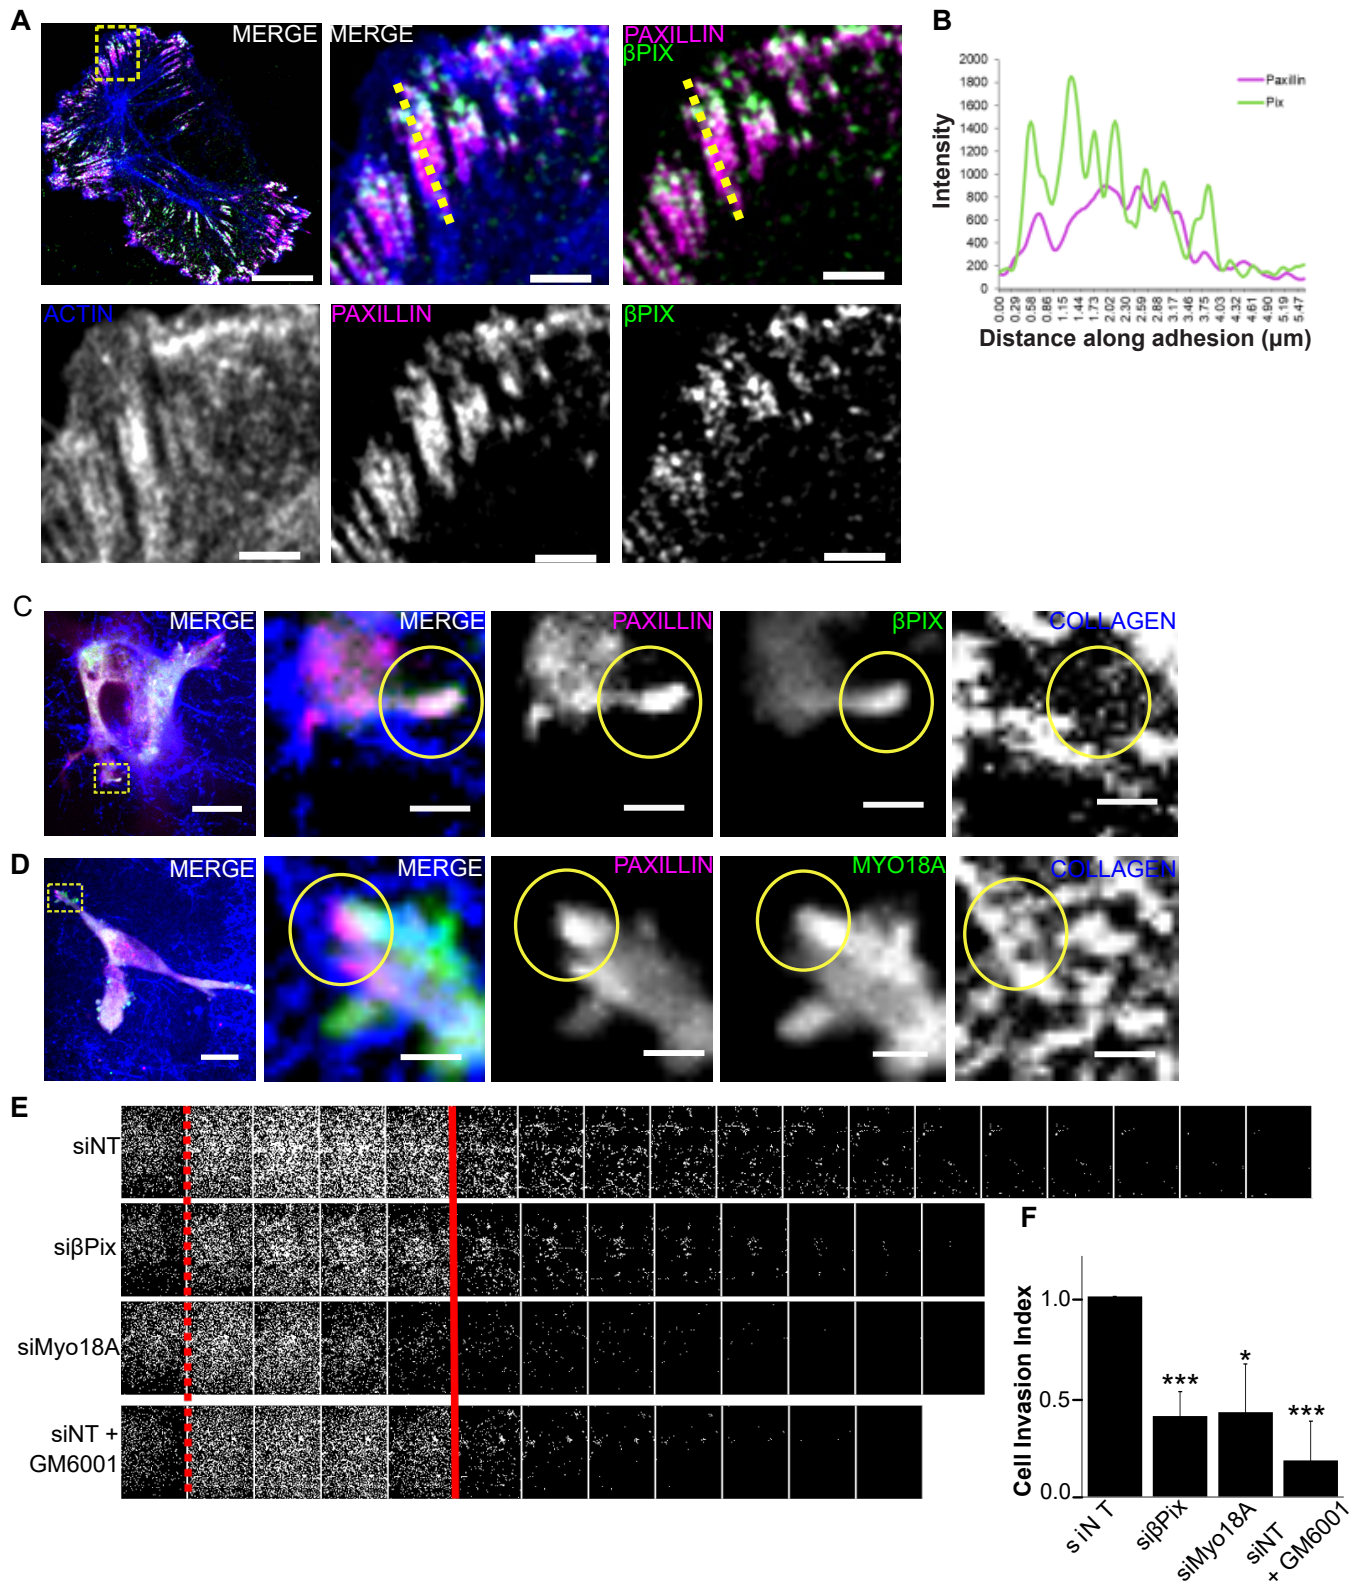 A
MERGE
MERGE
PAXILLIN
βPIX
ACTIN
PAXILLIN
βPIX
B
2000
1800
1600
1400
1200
1000
800
600
400
200
0
Intensity
Paxillin
Pix
0.00
0.29
0.58
0.86
1.15
1.44
1.73
2.02
2.30
2.59
2.88
3.17
3.46
3.75
4.03
4.32
4.61
4.90
5.19
5.47
Distance along adhesion (µm)
C
MERGE
MERGE
PAXILLIN
βPIX
COLLAGEN
D
MERGE
MERGE
PAXILLIN
MYO18A
COLLAGEN
E
siNT
siβPix
siMyo18A
siNT +
GM6001
F
Cell Invasion Index
1.0
0.5
0.0
***
*
***
siNT
siβPix
siMyo18A
siNT
+ GM6001